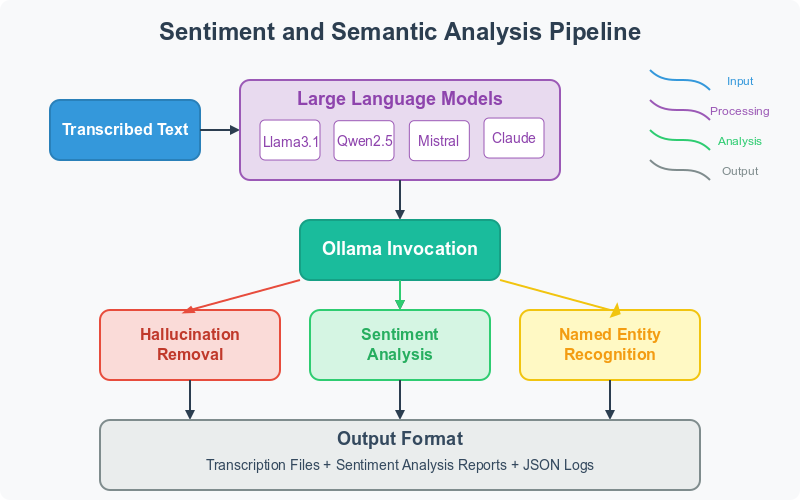 Sentiment and Semantic Analysis Pipeline
Transcribed Text
Large Language Models
Llama3.1
Qwen2.5
Mistral
Claude
Input
Processing
Analysis
Output
Ollama Invocation
Hallucination
Removal
Sentiment
Analysis
Named Entity
Recognition
Output Format
Transcription Files + Sentiment Analysis Reports + JSON Logs